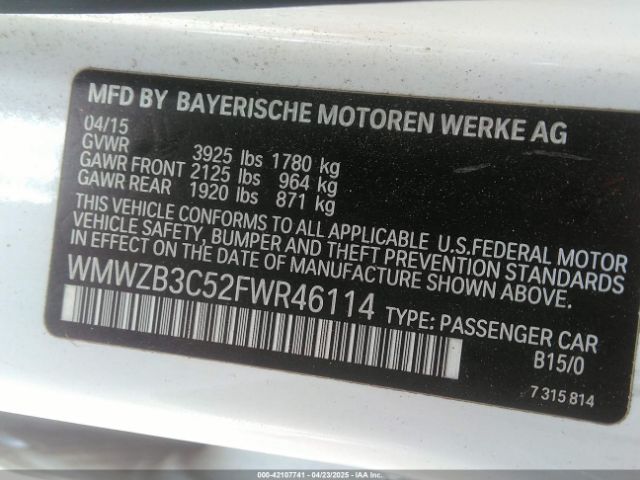 MFD BY BAYERISCHE MOTOREN WERKE AG
04/15
GVWR 3925 lbs 1780 kg
GAWR FRONT 2125 lbs 964 kg
GAWR REAR 1920 lbs 871 kg
THIS VEHICLE CONFORMS TO ALL APPLICABLE U.S.FEDERAL MOTOR
VEHICLE SAFETY, BUMPER AND THEFT PREVENTION STANDARDS
IN EFFECT ON THE DATE OF MANUFACTURE SHOWN ABOVE.
WMWZB3C52FWR46114
TYPE: PASSENGER CAR
B15/0
7 315 814
000-42107741 - 04/23/2025 - IAAI.COM